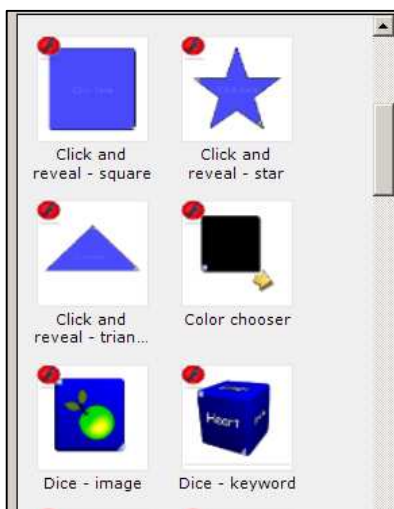 Click and
reveal - square
Click and
reveal - star
Click and
reveal - trian...
Color chooser
Heart
Dice - image
Dice - keyword